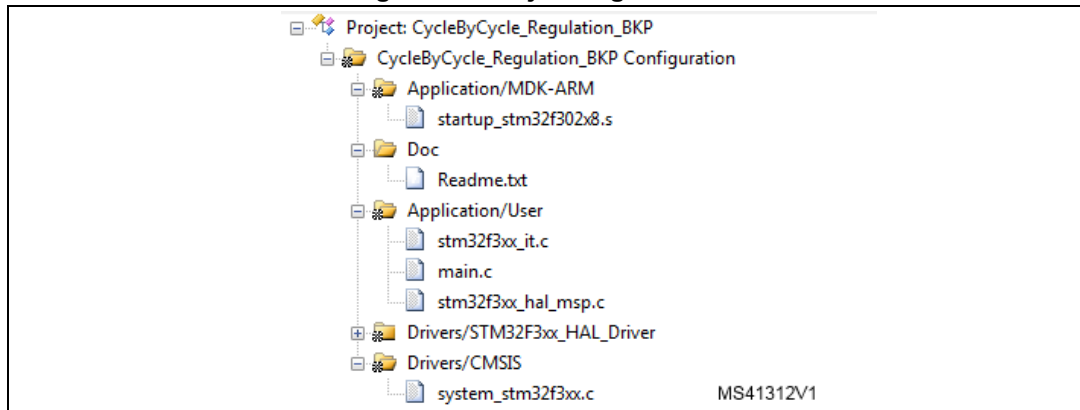 Project: CycleByCycle_Regulation_BKP
CycleByCycle_Regulation_BKP Configuration
Application/MDK-ARM
startup_stm32f302x8.s
Doc
Readme.txt
Application/User
stm32f3xx_it.c
main.c
stm32f3xx_hal_msp.c
Drivers/STM32F3xx_HAL_Driver
Drivers/CMSIS
system_stm32f3xx.c MS41312V1